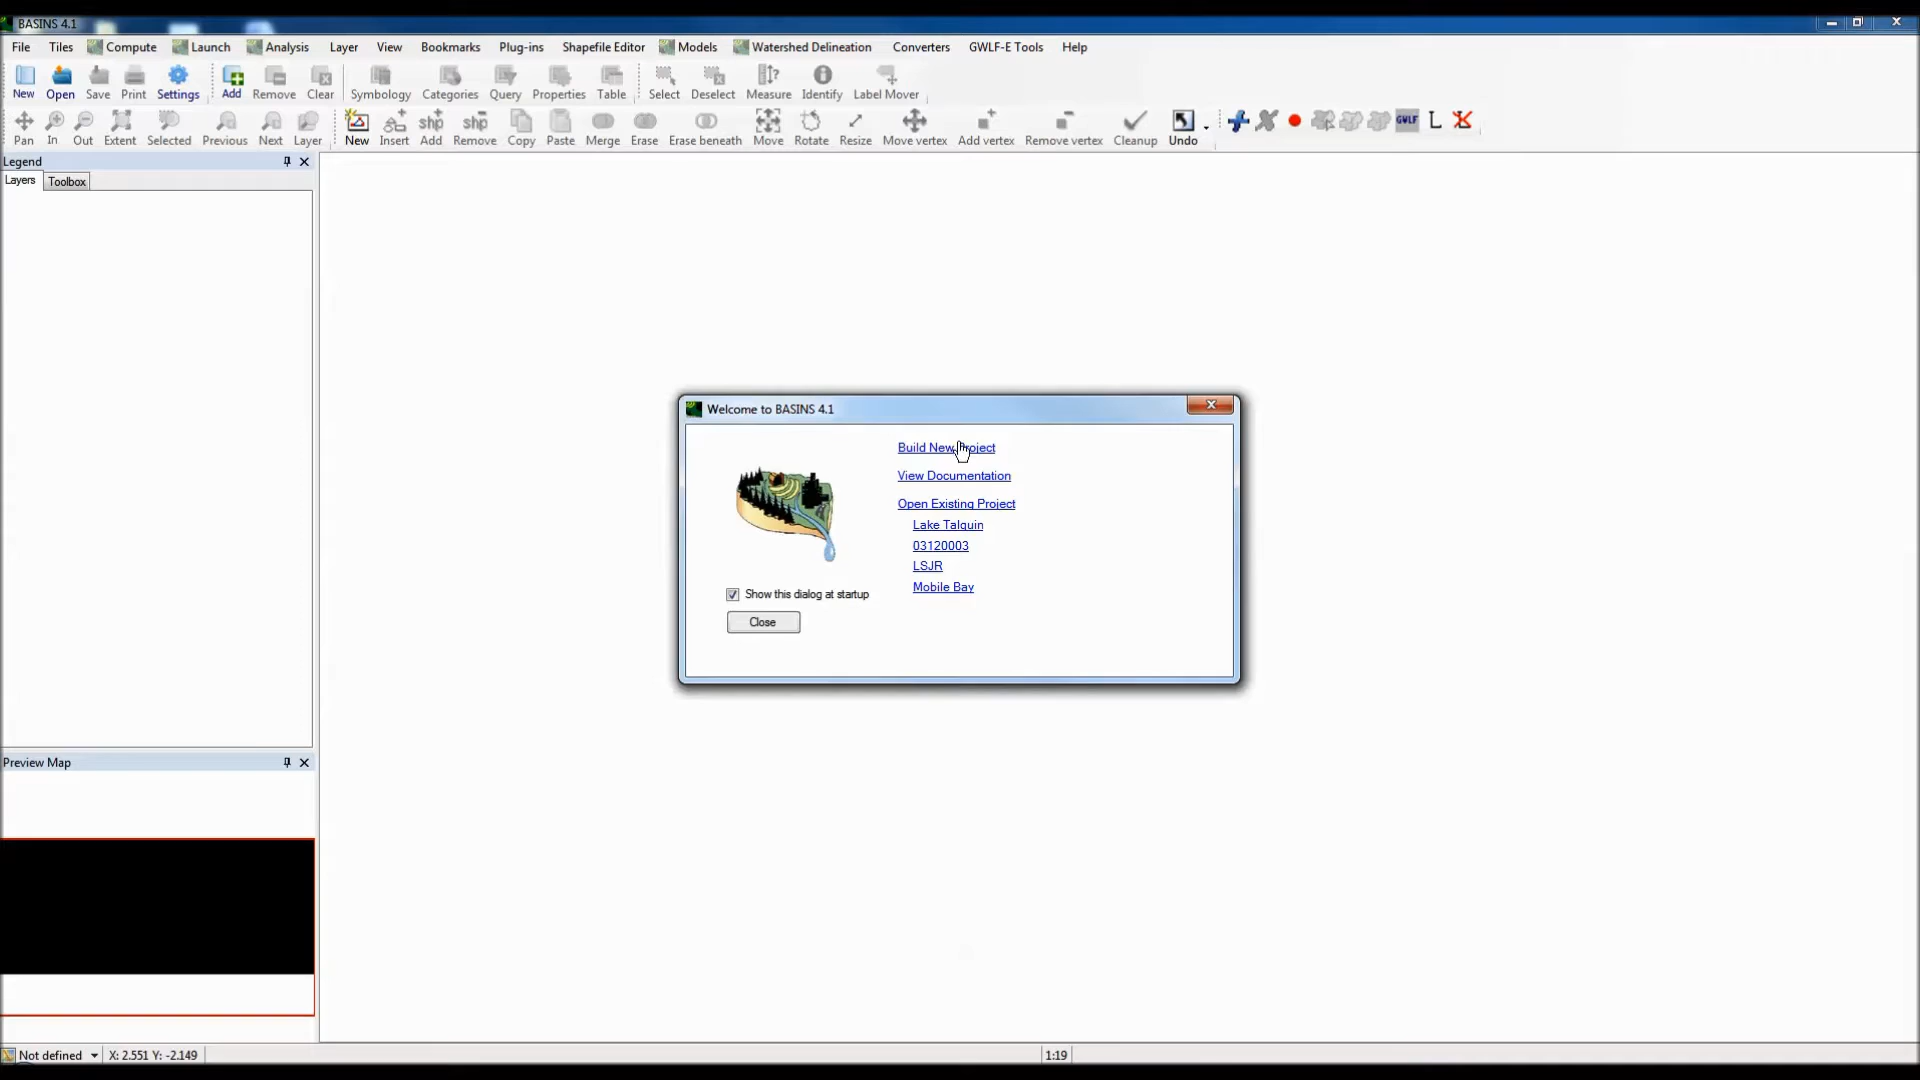 BASINS 4.1
File Tiles Compute Launch Analysis Layer View Bookmarks Plug-ins Shapefile Editor Models Watershed Delineation Converters GWLF-E Tools Help
New Open Save Print Settings Add Remove Clear Symbology Categories Query Properties Table Select Deselect Measure Identify Label Mover
shp shp GWLF L
Pan In Out Extent Selected Previous Next Layer New Insert Add Remove Copy Paste Merge Erase Erase beneath Move Rotate Resize Move vertex Add vertex Remove vertex Cleanup Undo
Legend
Layers Toolbox
Welcome to BASINS 4.1
Build New Project
View Documentation
Open Existing Project
Lake Talquin
03120003
LSJR
Mobile Bay
Show this dialog at startup
Close
Preview Map
Not defined X: 2.551 Y: -2.149 1:19